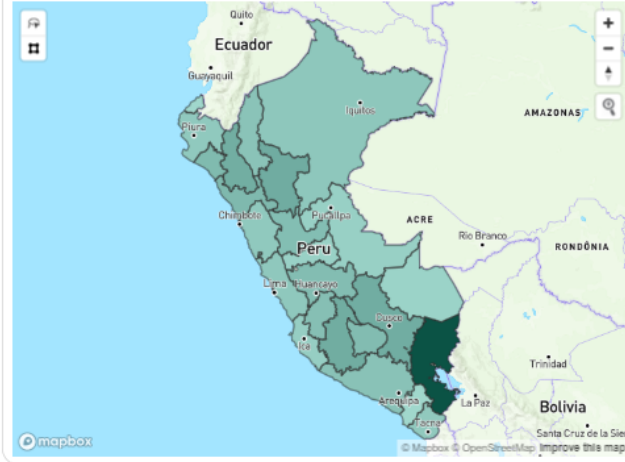 Quito
Ecuador
Guayaquil
Iquitos
AMAZONAS
Piura
Chimbote
Pucallpa
ACRE
Rio Branco
RONDÔNIA
Peru
Lima
Huancayo
Cusco
Ica
Trinidad
Arequipa
La Paz
Bolivia
Tacna
Santa Cruz de la Sie
mapbox
© Mapbox © OpenStreetMap Improve this map